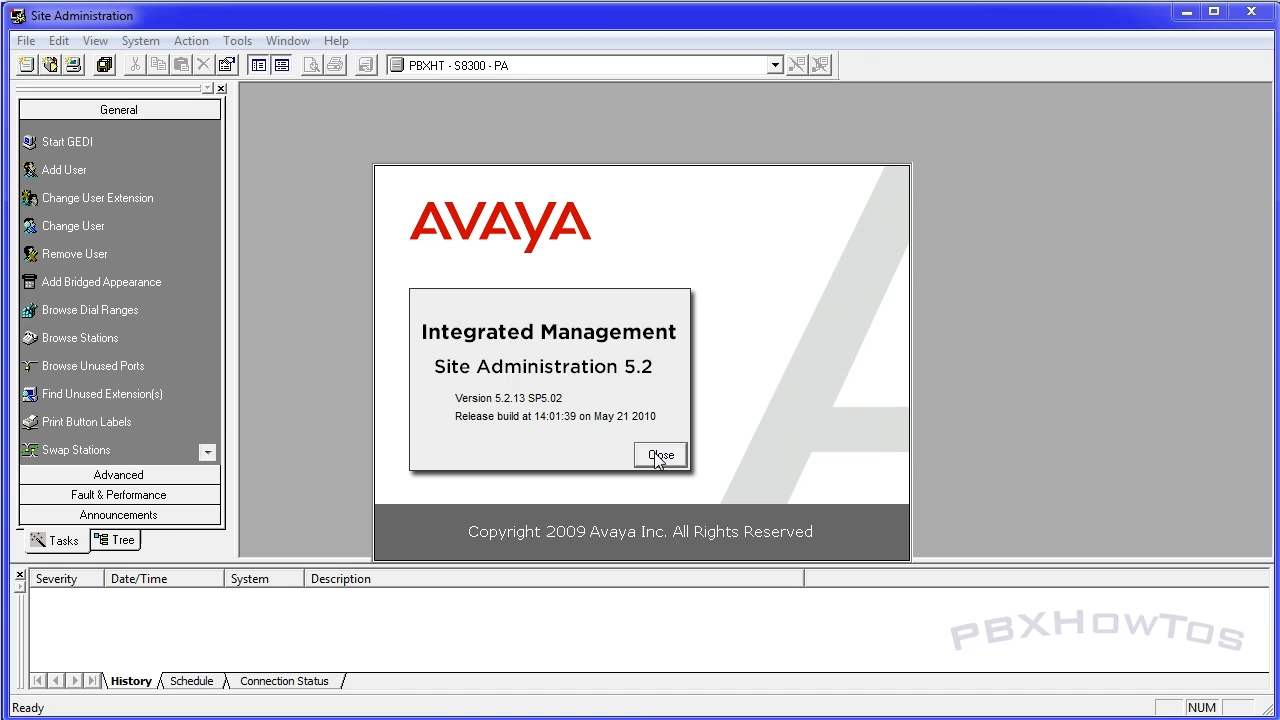 Site Administration
File Edit View System Action Tools Window Help
PBXHT - S8300 - PA
General
Start GEDI
Add User
Change User Extension
Change User
Remove User
Add Bridged Appearance
Browse Dial Ranges
Browse Stations
Browse Unused Ports
Find Unused Extension(s)
Print Button Labels
Swap Stations
Advanced
Fault & Performance
Announcements
Tasks Tree
AVAYA
Integrated Management
Site Administration 5.2
Version 5.2.13 SP5.02
Release build at 14:01:39 on May 21 2010
Close
Copyright 2009 Avaya Inc. All Rights Reserved
Severity Date/Time System Description
PBXHowTos
History Schedule Connection Status
Ready NUM